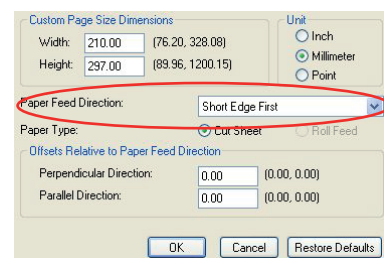 Custom Page Size Dimensions
Unit
Width: 210.00 (76.20, 328.08)
Inch
Height: 297.00 (89.96, 1200.15)
Millimeter
Point
Paper Feed Direction: Short Edge First
Paper Type: Cut Sheet Roll Feed
Offsets Relative to Paper Feed Direction
Perpendicular Direction: 0.00 (0.00, 0.00)
Parallel Direction: 0.00 (0.00, 0.00)
OK Cancel Restore Defaults